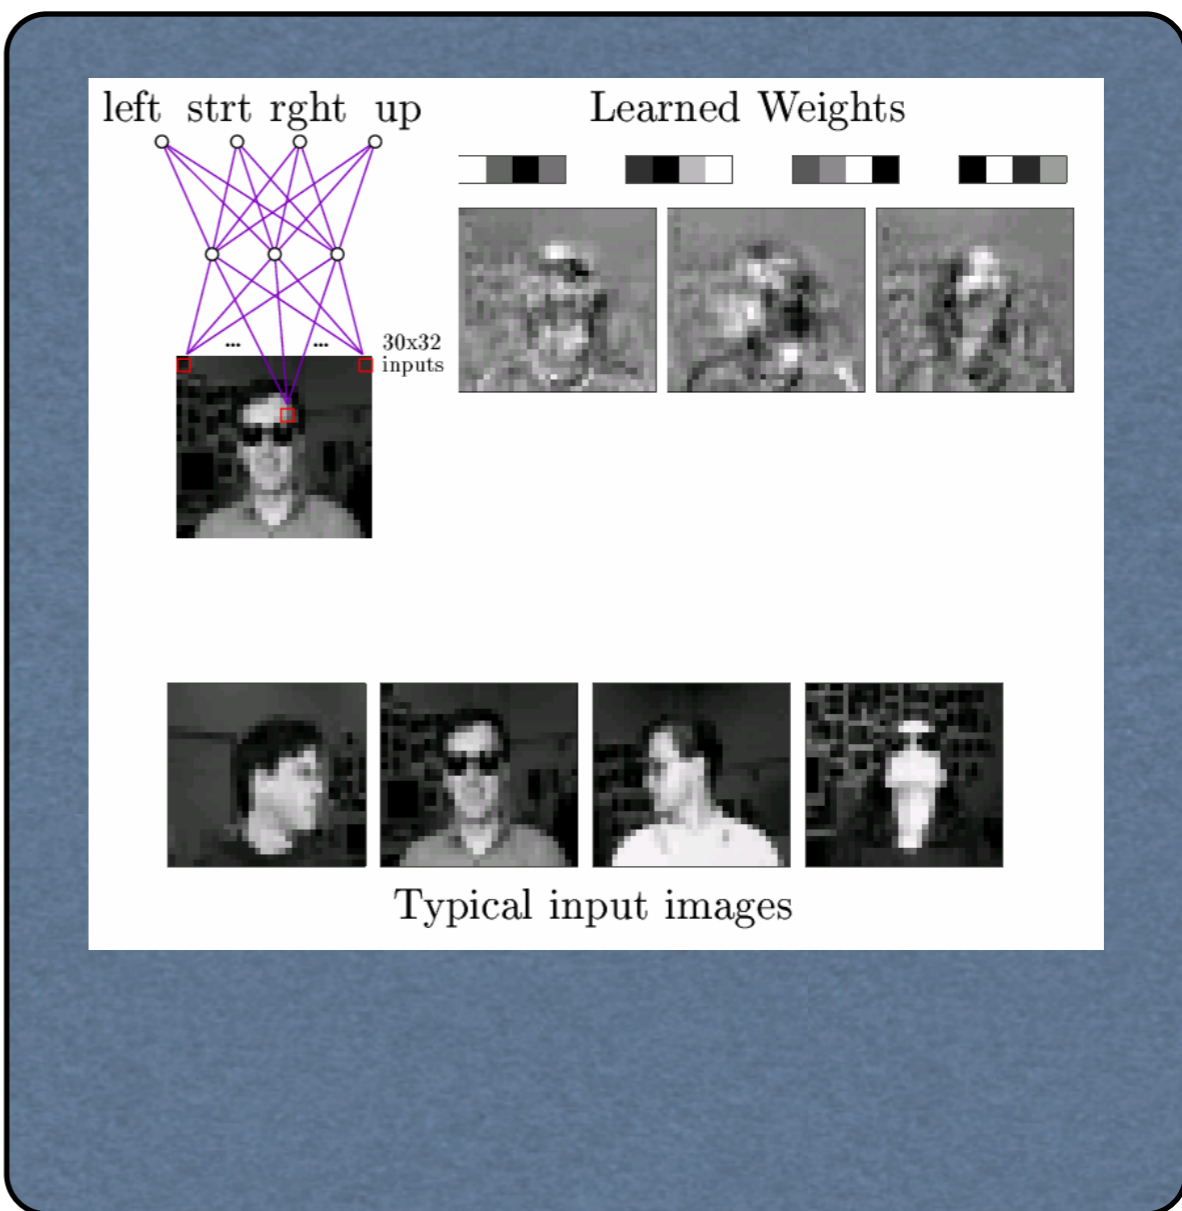 left strt rght up
Learned Weights
... ...
30x32
inputs
Typical input images